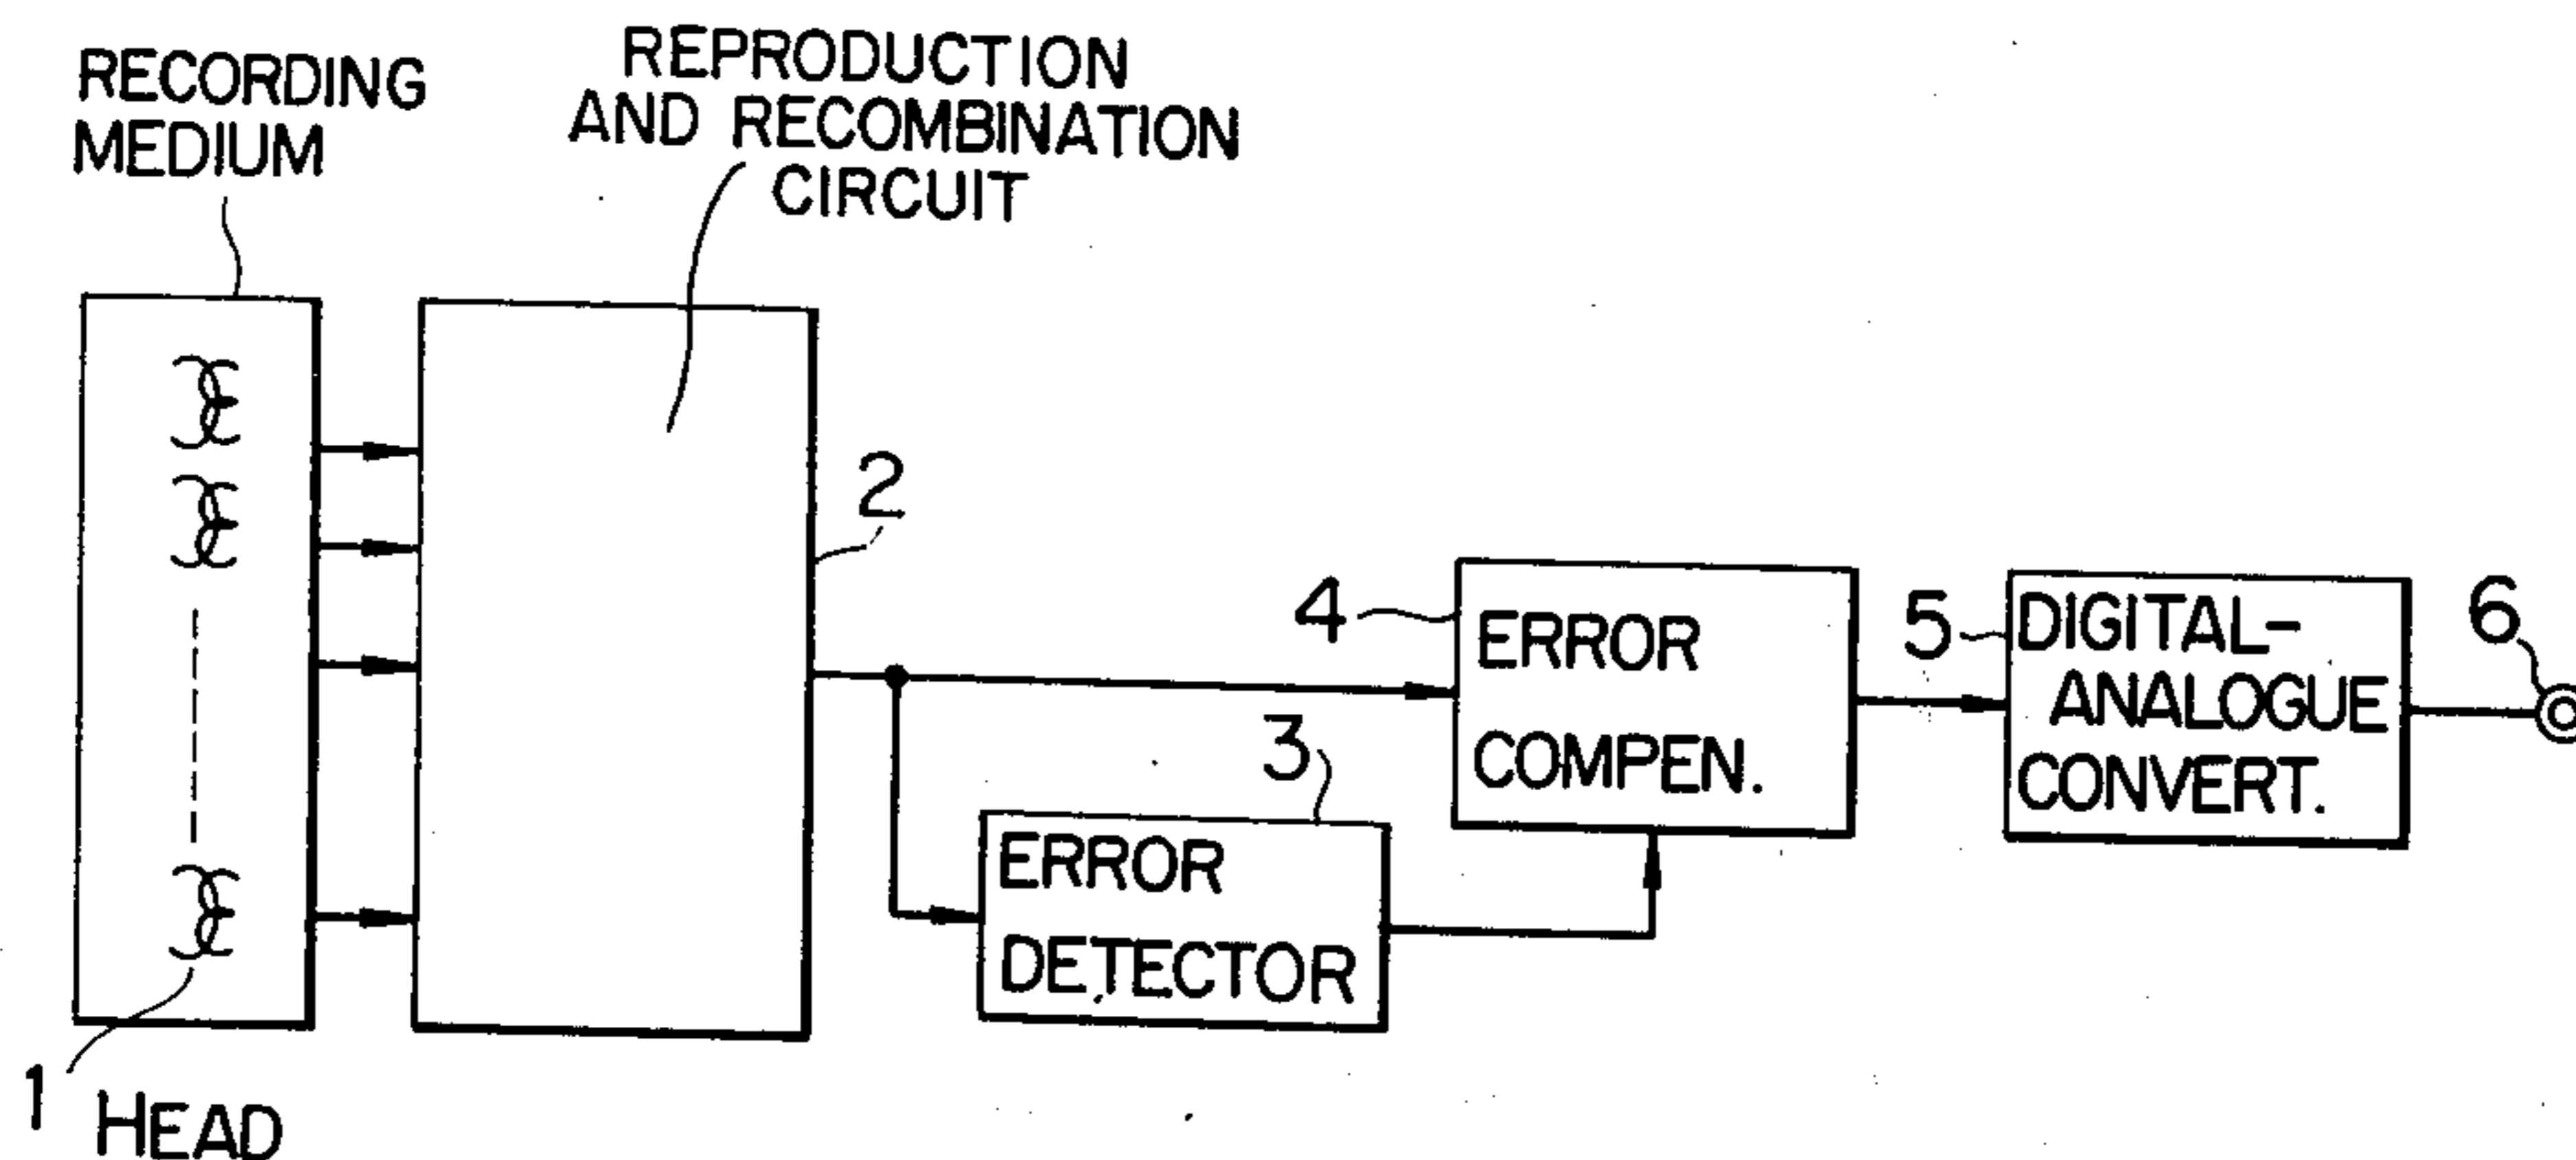 RECORDING
MEDIUM
REPRODUCTION
AND RECOMBINATION
CIRCUIT
2
4
ERROR
COMPEN.
5
DIGITAL-
ANALOGUE
CONVERT.
6
3
ERROR
DETECTOR
1
HEAD